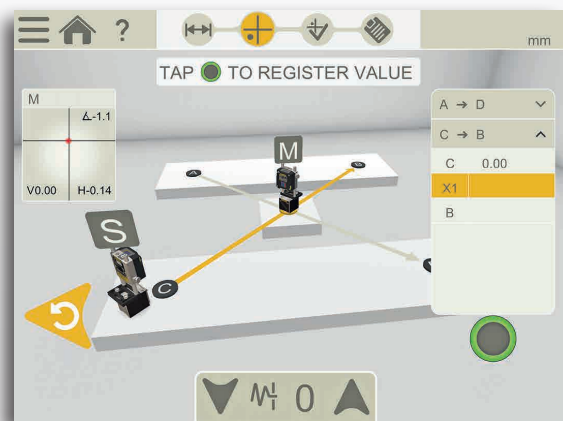 ?
mm
TAP TO REGISTER VALUE
M
∡-1.1
V0.00 H-0.14
A → D
C → B
C 0.00
X1
B
A
M
B
S
C
0